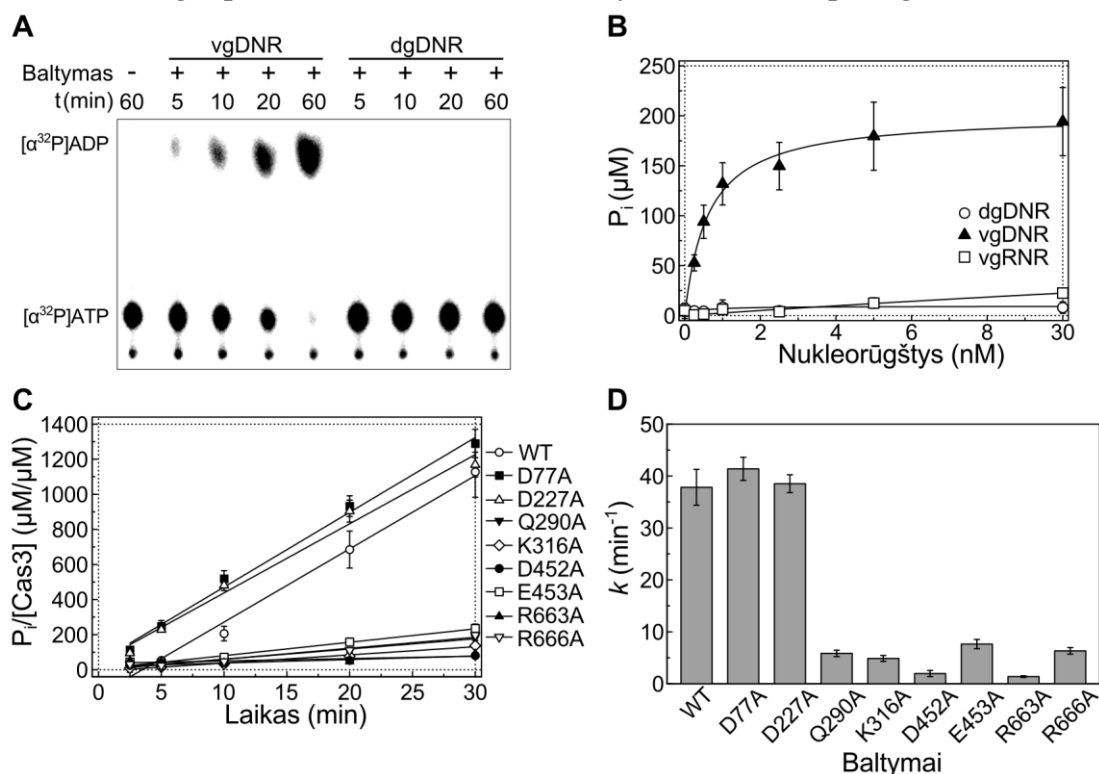 A
vgDNR dgDNR
Baltymas - + + + + + + + +
t(min) 60 5 10 20 60 5 10 20 60
[α³²P]ADP
[α³²P]ATP
B
250
200
150
100
50
0
Pᵢ (µM)
dgDNR
vgDNR
vgRNR
0 2 4 6 8 30
Nukleorūgštys (nM)
C
1400
1200
1000
800
600
400
200
0
Pᵢ/[Cas3] (µM/µM)
WT
D77A
D227A
Q290A
K316A
D452A
E453A
R663A
R666A
0 5 10 15 20 25 30
Laikas (min)
D
50
40
30
20
10
0
k (min⁻¹)
WT D77A D227A Q290A K316A D452A E453A R663A R666A
Baltymai